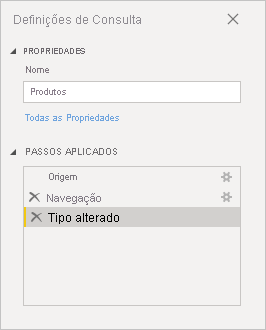 Definições de Consulta
PROPRIEDADES
Nome
Produtos
Todas as Propriedades
PASSOS APLICADOS
Origem
Navegação
Tipo alterado